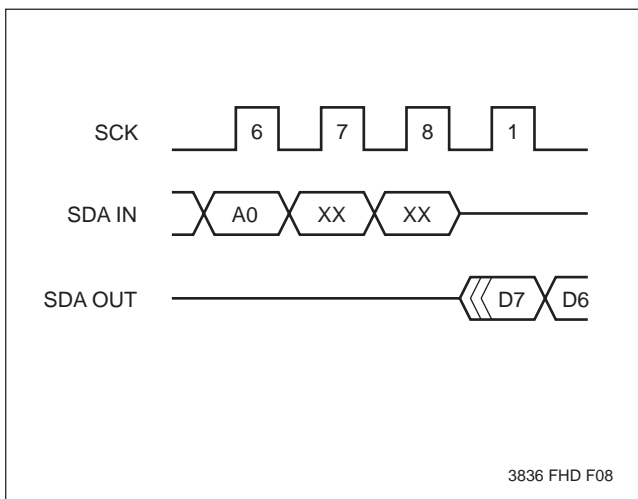 SCK 6 7 8 1
SDA IN A0 XX XX
SDA OUT D7 D6
3836 FHD F08